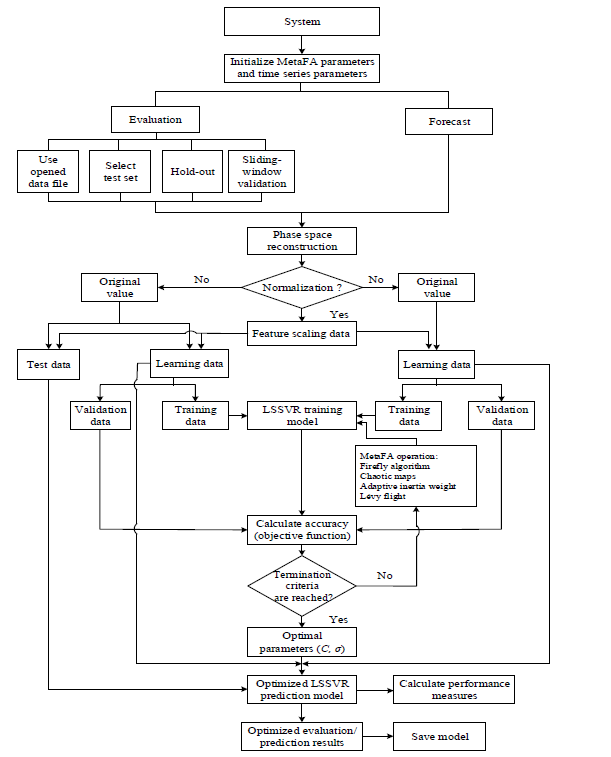 System
Initialize MetaFA parameters
and time series parameters
Evaluation
Forecast
Use
opened
data file
Select
test set
Hold-out
Sliding-
window
validation
Phase space
reconstruction
Original
value
No
Normalization ?
No
Original
value
Yes
Feature scaling data
Test data
Learning data
Learning data
Validation
data
Training
data
LSSVR training
model
Training
data
Validation
data
MetaFA operation:
Firefly algorithm
Chaotic maps
Adaptive inertia weight
Levy flight
Calculate accuracy
(objective function)
Termination
criteria
are reached?
No
Yes
Optimal
parameters (C, σ)
Optimized LSSVR
prediction model
Calculate performance
measures
Optimized evaluation/
prediction results
Save model